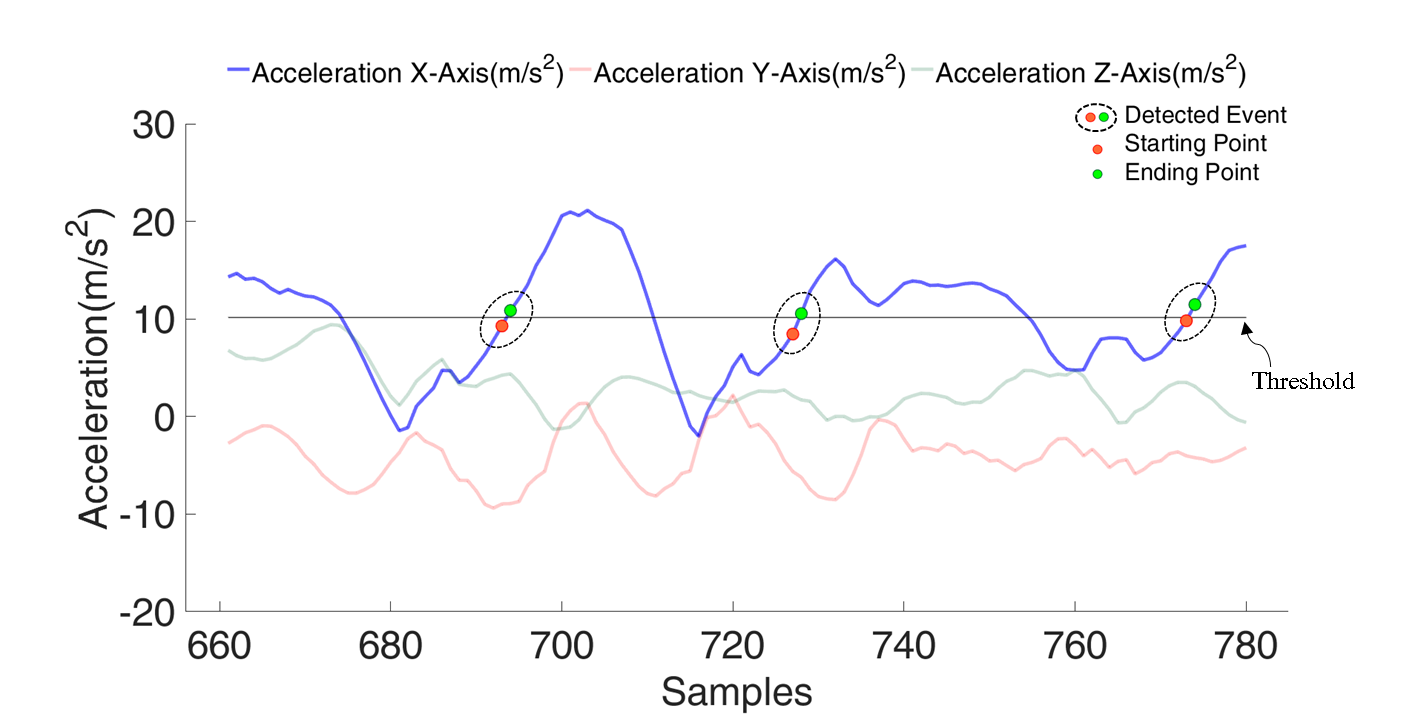 Acceleration X-Axis(m/s²) Acceleration Y-Axis(m/s²) Acceleration Z-Axis(m/s²)
Detected Event
Starting Point
Ending Point
30
20
10
0
-10
-20
Acceleration(m/s²)
Threshold
660 680 700 720 740 760 780
Samples